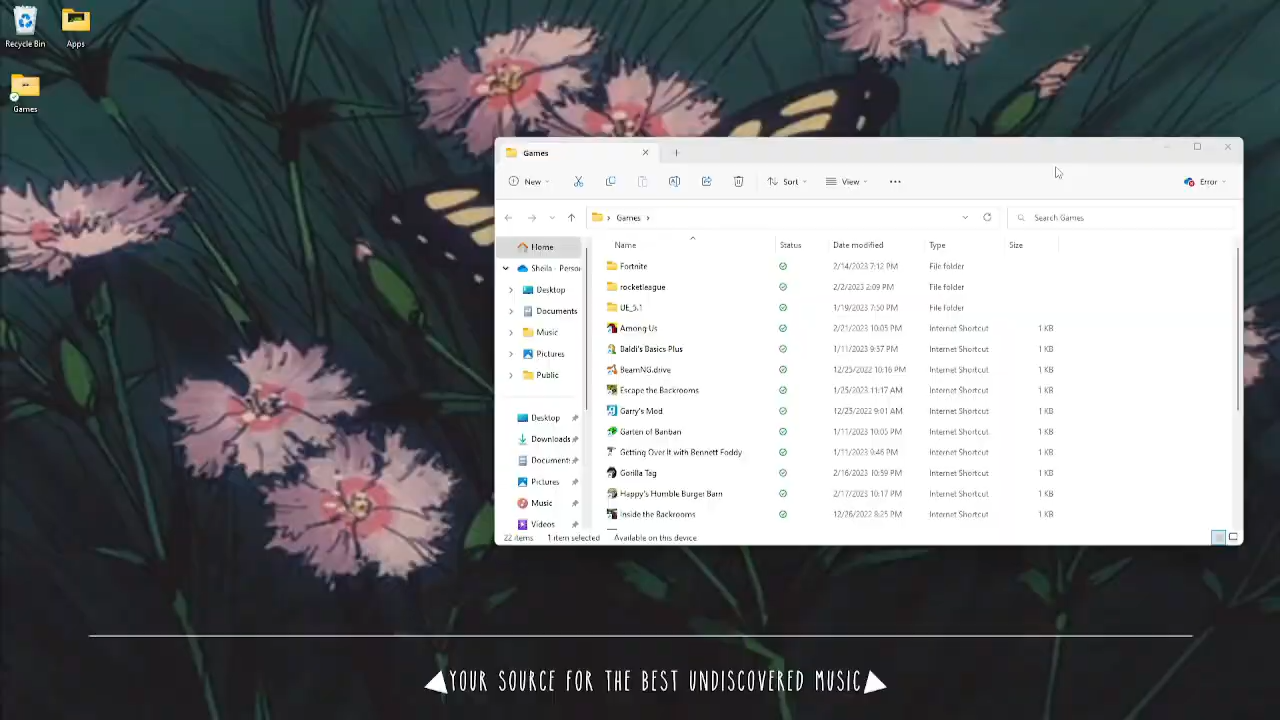 Recycle Bin
Apps
Games
Games
New
Sort
View
Error
Games
Search Games
Name Status Date modified Type Size
Home
Sheila - Perso
Desktop
Documents
Music
Pictures
Public
Desktop
Downloads
Document
Pictures
Music
Videos
Fortnite 2/14/2023 7:12 PM File folder
rocketleague 2/2/2023 2:09 PM File folder
UE_5.1 1/19/2023 7:50 PM File folder
Among Us 2/21/2023 10:05 PM Internet Shortcut 1 KB
Baldi's Basics Plus 1/11/2023 9:57 PM Internet Shortcut 1 KB
BeamNG.drive 12/25/2022 10:16 PM Internet Shortcut 1 KB
Escape the Backrooms 1/25/2023 11:17 AM Internet Shortcut 1 KB
Garry's Mod 12/25/2022 9:01 AM Internet Shortcut 1 KB
Garten of Banban 1/11/2023 10:05 PM Internet Shortcut 1 KB
Getting Over It with Bennett Foddy 1/11/2023 9:46 PM Internet Shortcut 1 KB
Gorilla Tag 2/16/2023 10:59 PM Internet Shortcut 1 KB
Happy's Humble Burger Barn 2/17/2023 10:17 PM Internet Shortcut 1 KB
Inside the Backrooms 12/26/2022 8:25 PM Internet Shortcut 1 KB
22 items 1 item selected Available on this device
YOUR SOURCE FOR THE BEST UNDISCOVERED MUSIC